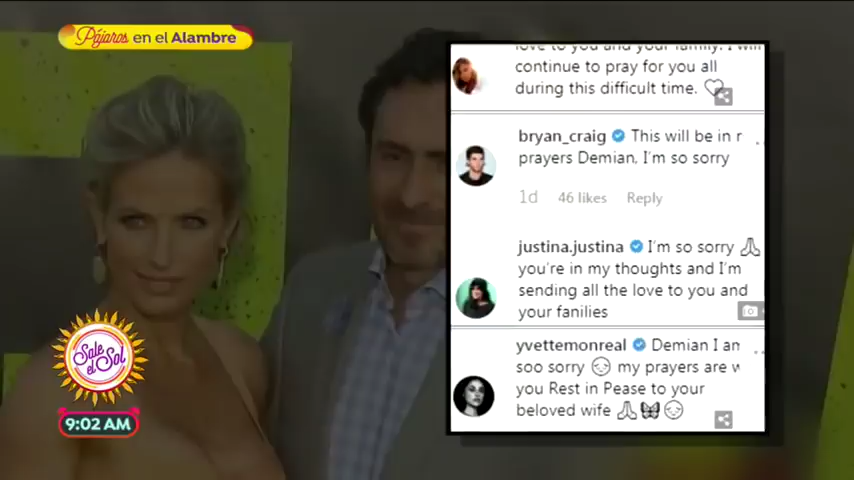 Pájaros en el Alambre
love to you and your family. I will
continue to pray for you all
during this difficult time.
bryan_craig This will be in
prayers Demian, I'm so sorry
1d 46 likes Reply
justina.justina I'm so sorry
you're in my thoughts and I'm
sending all the love to you and
your fanilies
yvettemonreal Demian I am
soo sorry my prayers are
you Rest in Pease to your
beloved wife
Sale
el Sol
9:02 AM